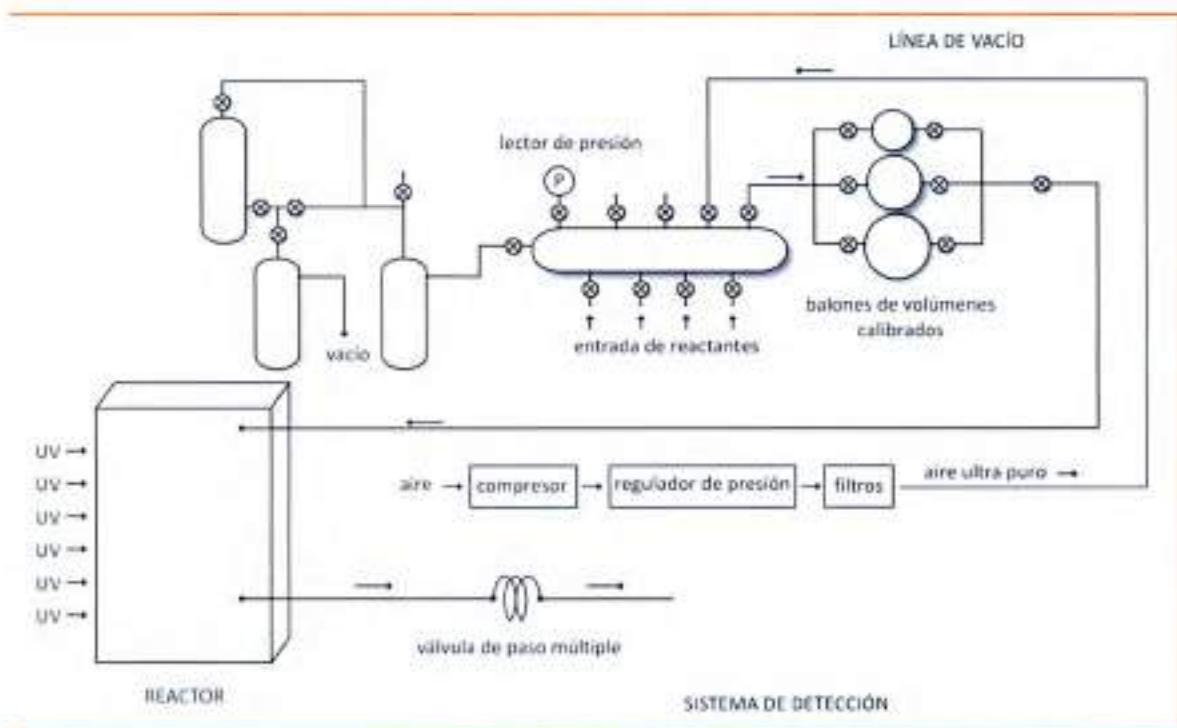 LÍNEA DE VACÍO
lector de presión
P
balones de volúmenes
calibrados
entrada de reactantes
vacío
UV
UV
UV
UV
UV
UV
aire
compresor
regulador de presión
filtros
aire ultra puro
válvula de paso múltiple
REACTOR
SISTEMA DE DETECCIÓN